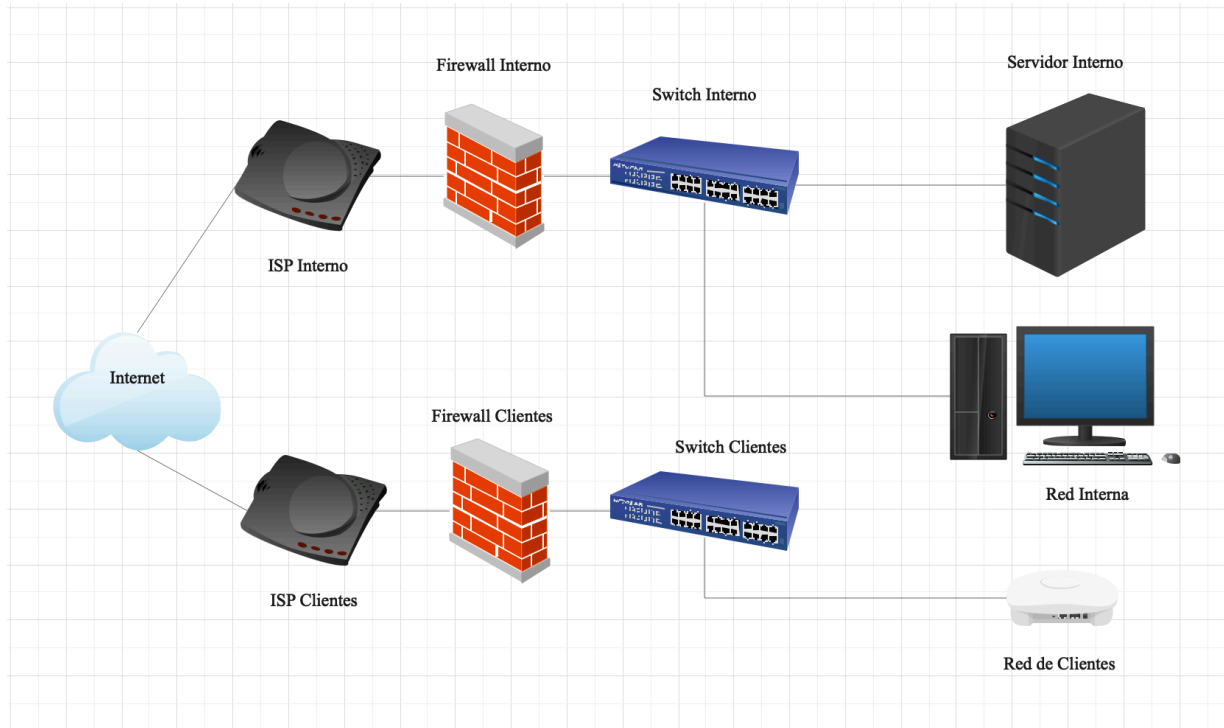 Firewall Interno
Servidor Interno
Switch Interno
ISP Interno
Internet
Firewall Clientes
Switch Clientes
Red Interna
ISP Clientes
Red de Clientes